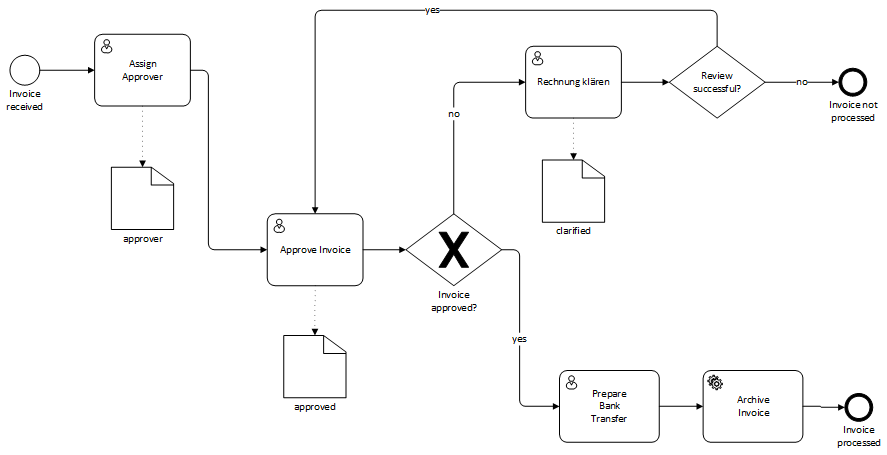 yes
Assign
Approver
Invoice
received
approver
Rechnung klären
Review
successful?
no
Invoice not
processed
no
clarified
Approve Invoice
Invoice
approved?
approved
yes
Prepare
Bank
Transfer
Archive
Invoice
Invoice
processed